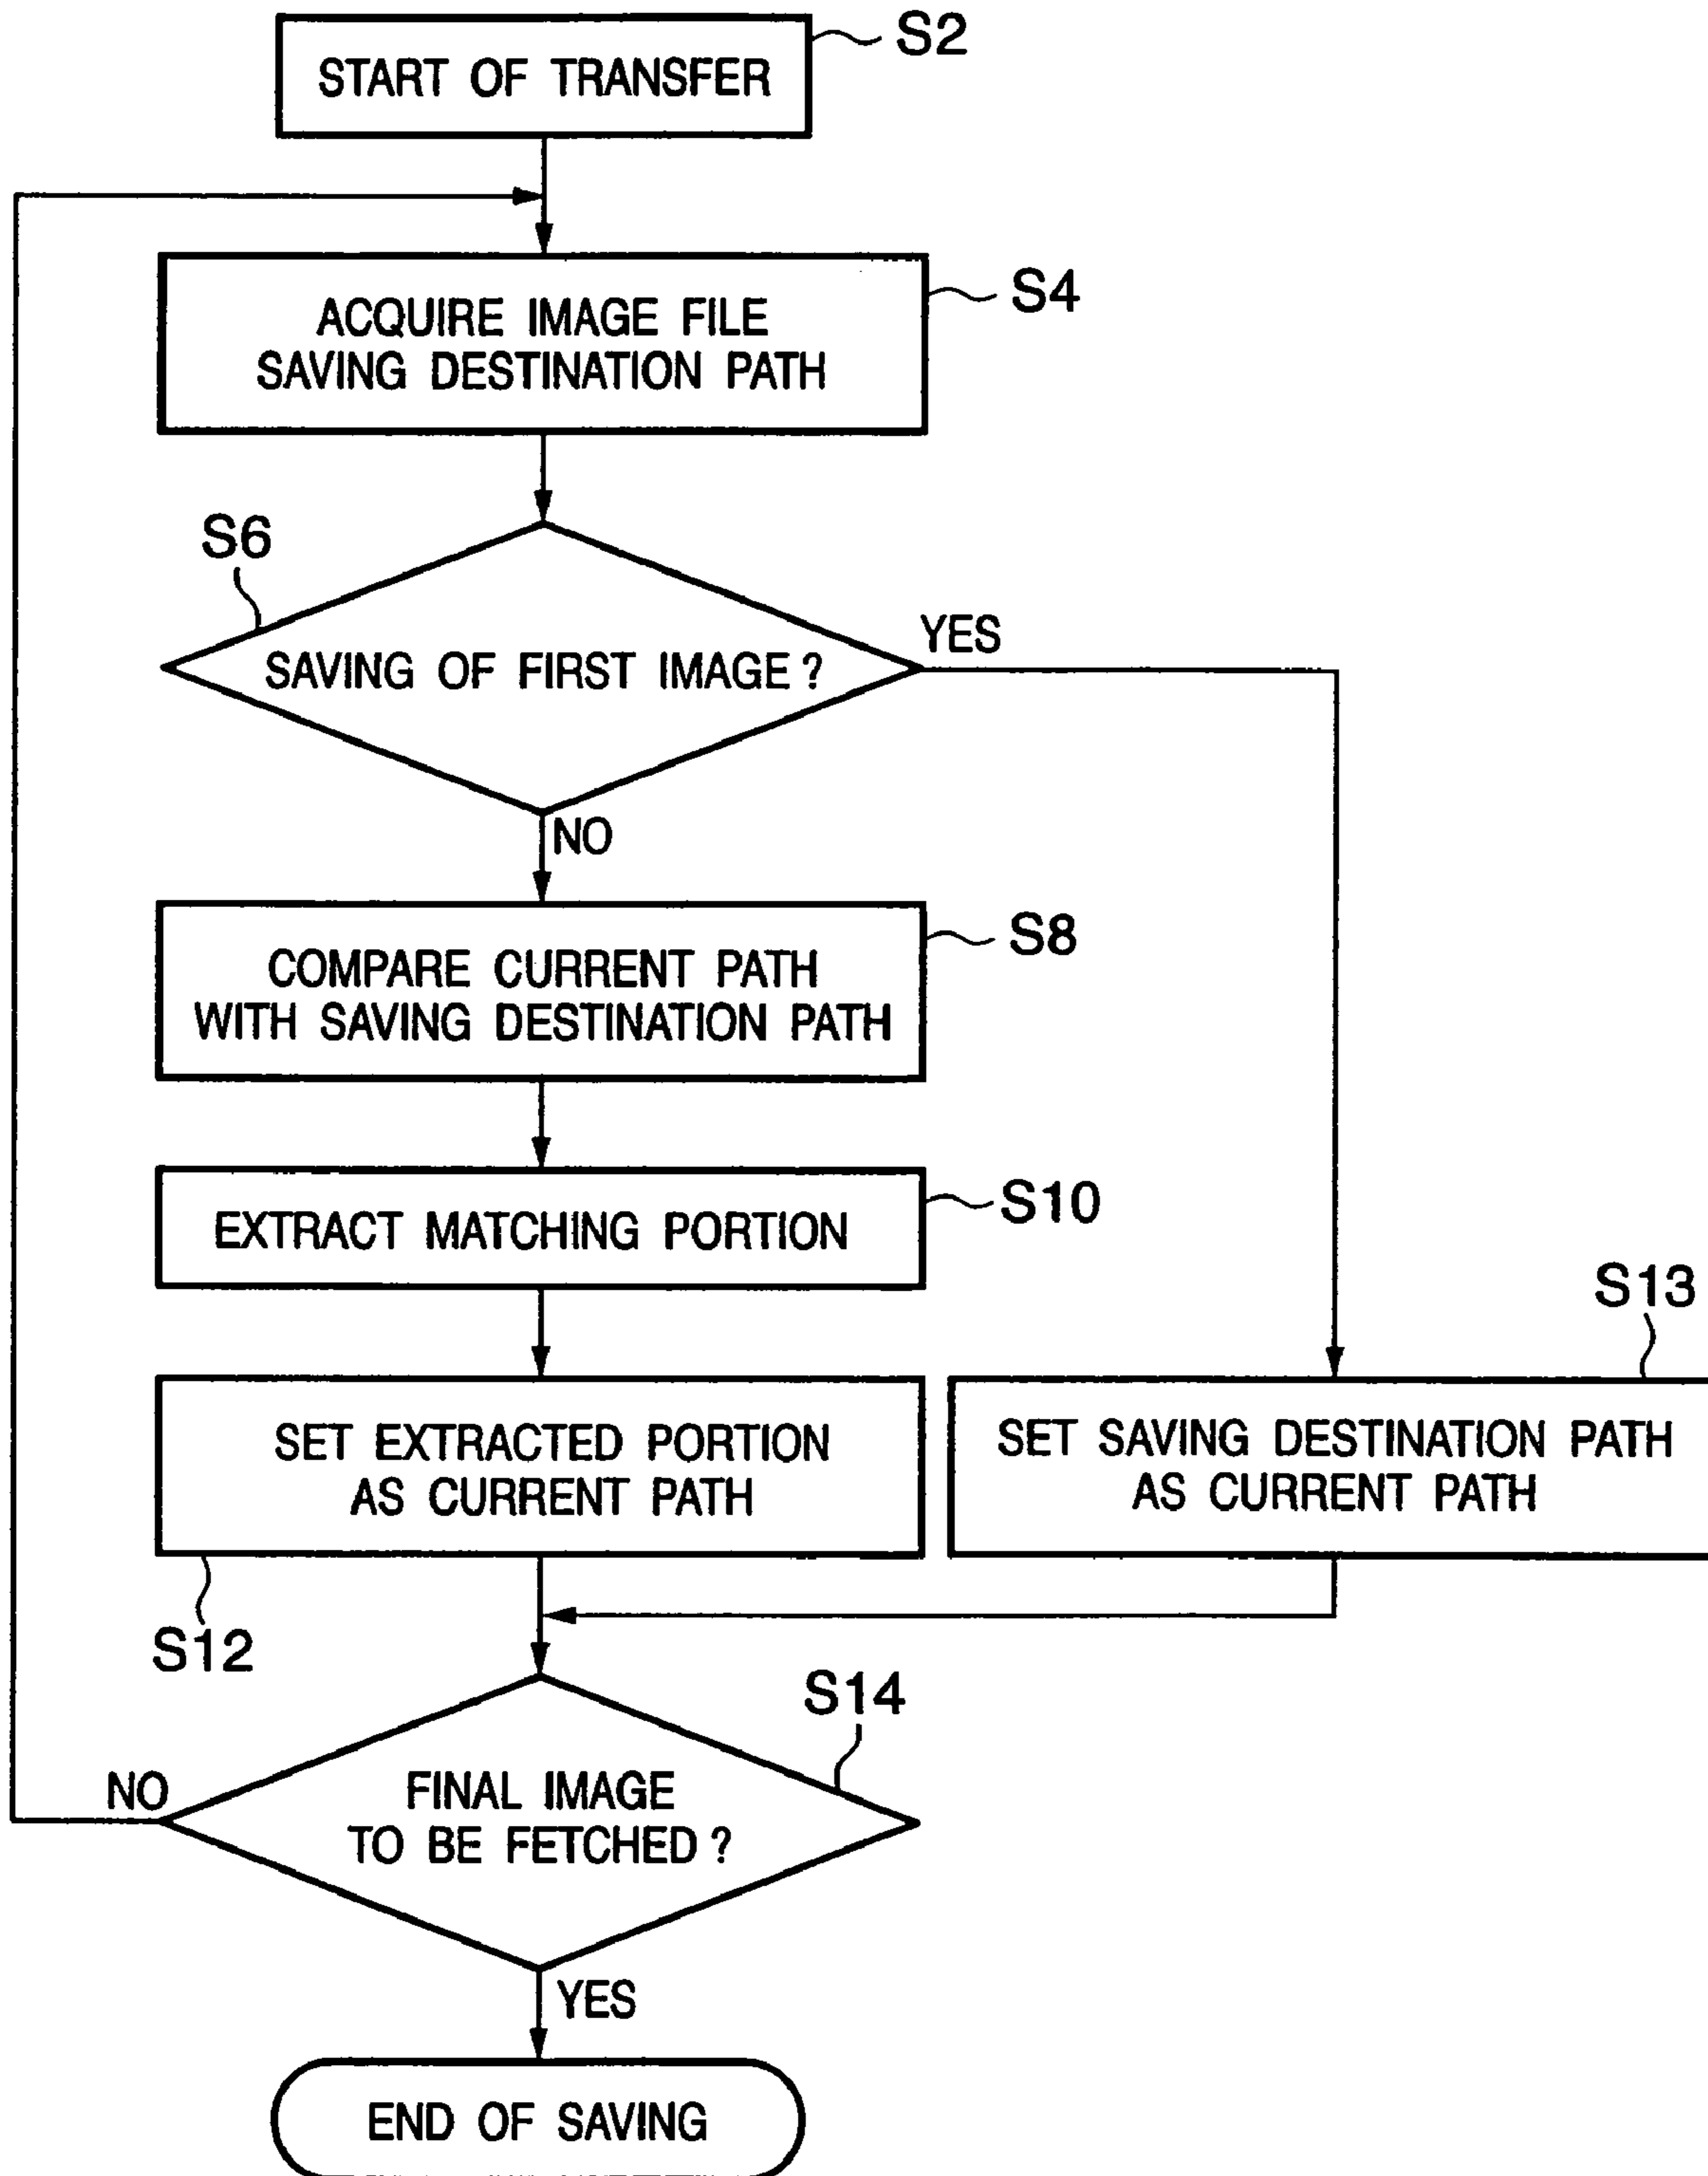 S2
START OF TRANSFER
S4
ACQUIRE IMAGE FILE
SAVING DESTINATION PATH
S6
YES
SAVING OF FIRST IMAGE ?
NO
S8
COMPARE CURRENT PATH
WITH SAVING DESTINATION PATH
S10
EXTRACT MATCHING PORTION
S13
SET EXTRACTED PORTION
AS CURRENT PATH
SET SAVING DESTINATION PATH
AS CURRENT PATH
S12
S14
NO
FINAL IMAGE
TO BE FETCHED ?
YES
END OF SAVING